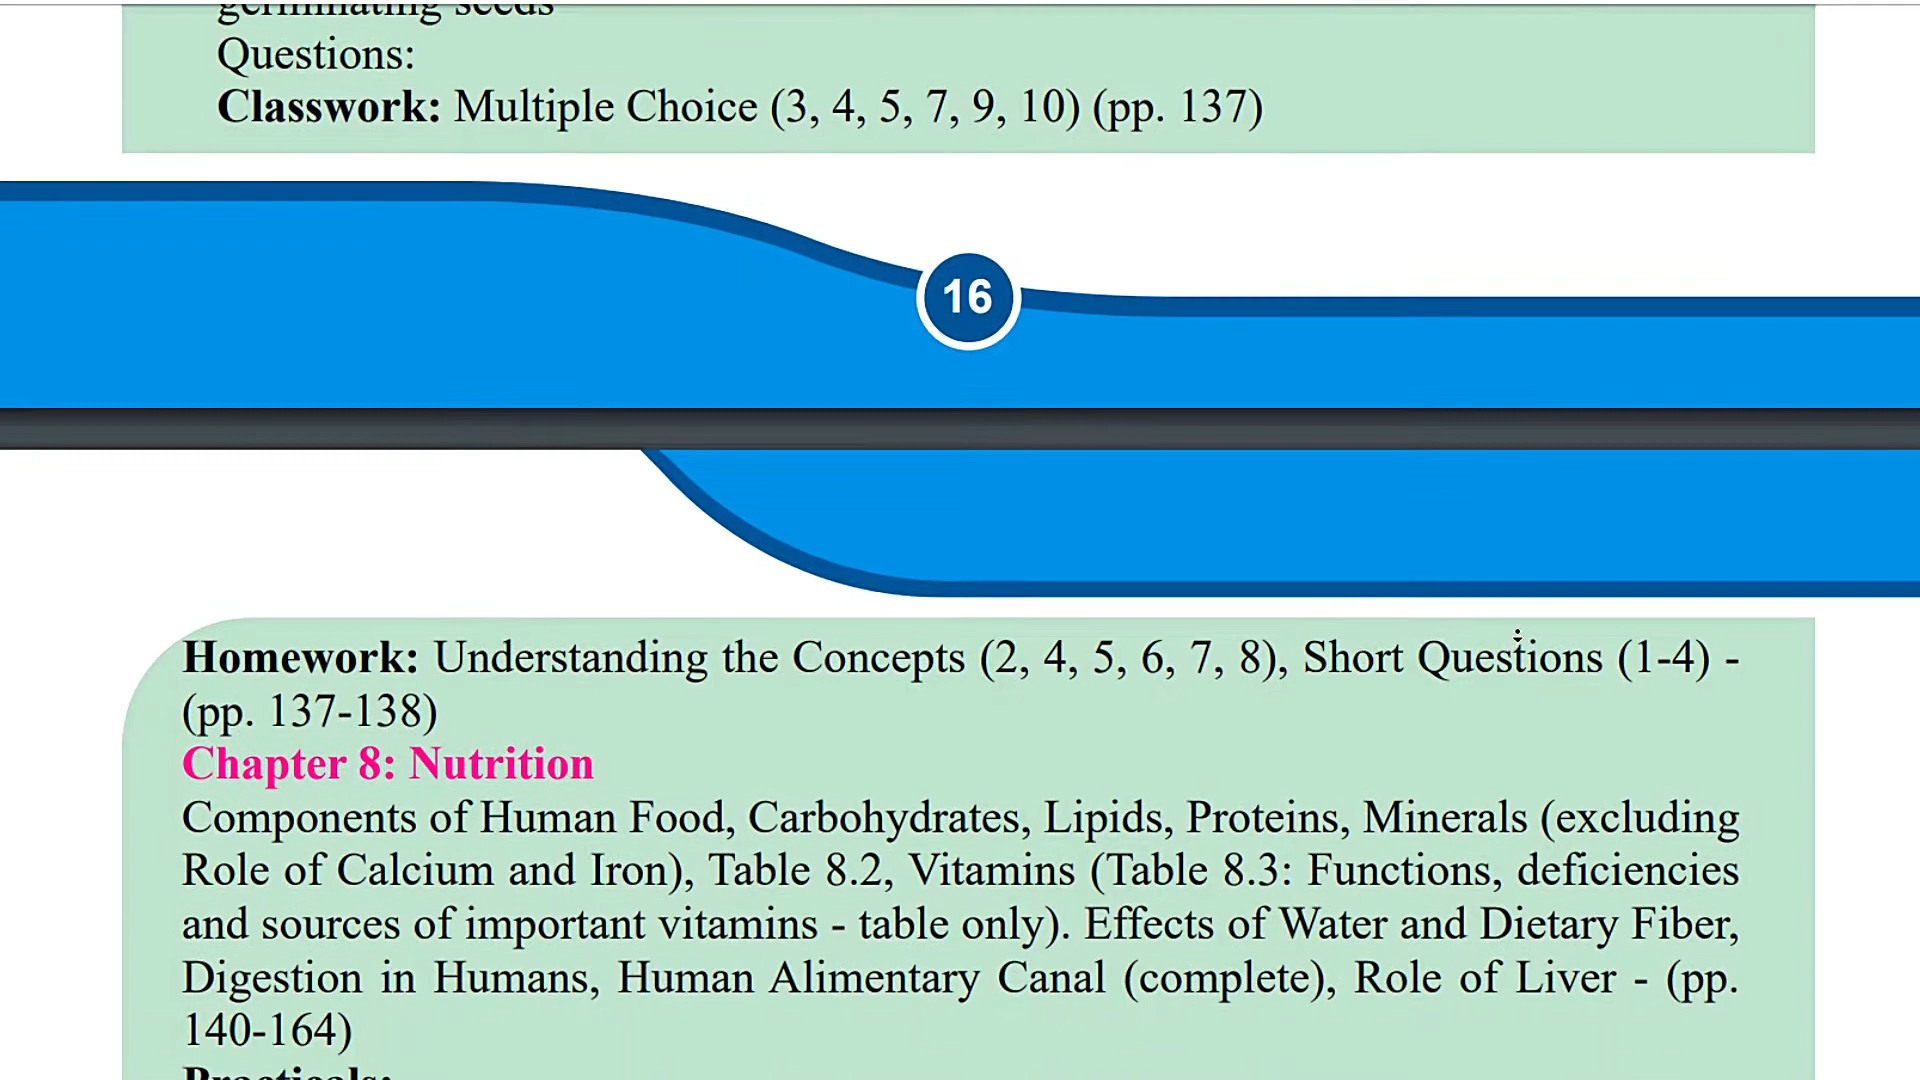 germinating seeds
Questions:
Classwork: Multiple Choice (3, 4, 5, 7, 9, 10) (pp. 137)
16
Homework: Understanding the Concepts (2, 4, 5, 6, 7, 8), Short Questions (1-4) -
(pp. 137-138)
Chapter 8: Nutrition
Components of Human Food, Carbohydrates, Lipids, Proteins, Minerals (excluding
Role of Calcium and Iron), Table 8.2, Vitamins (Table 8.3: Functions, deficiencies
and sources of important vitamins - table only). Effects of Water and Dietary Fiber,
Digestion in Humans, Human Alimentary Canal (complete), Role of Liver - (pp.
140-164)
Practicals: